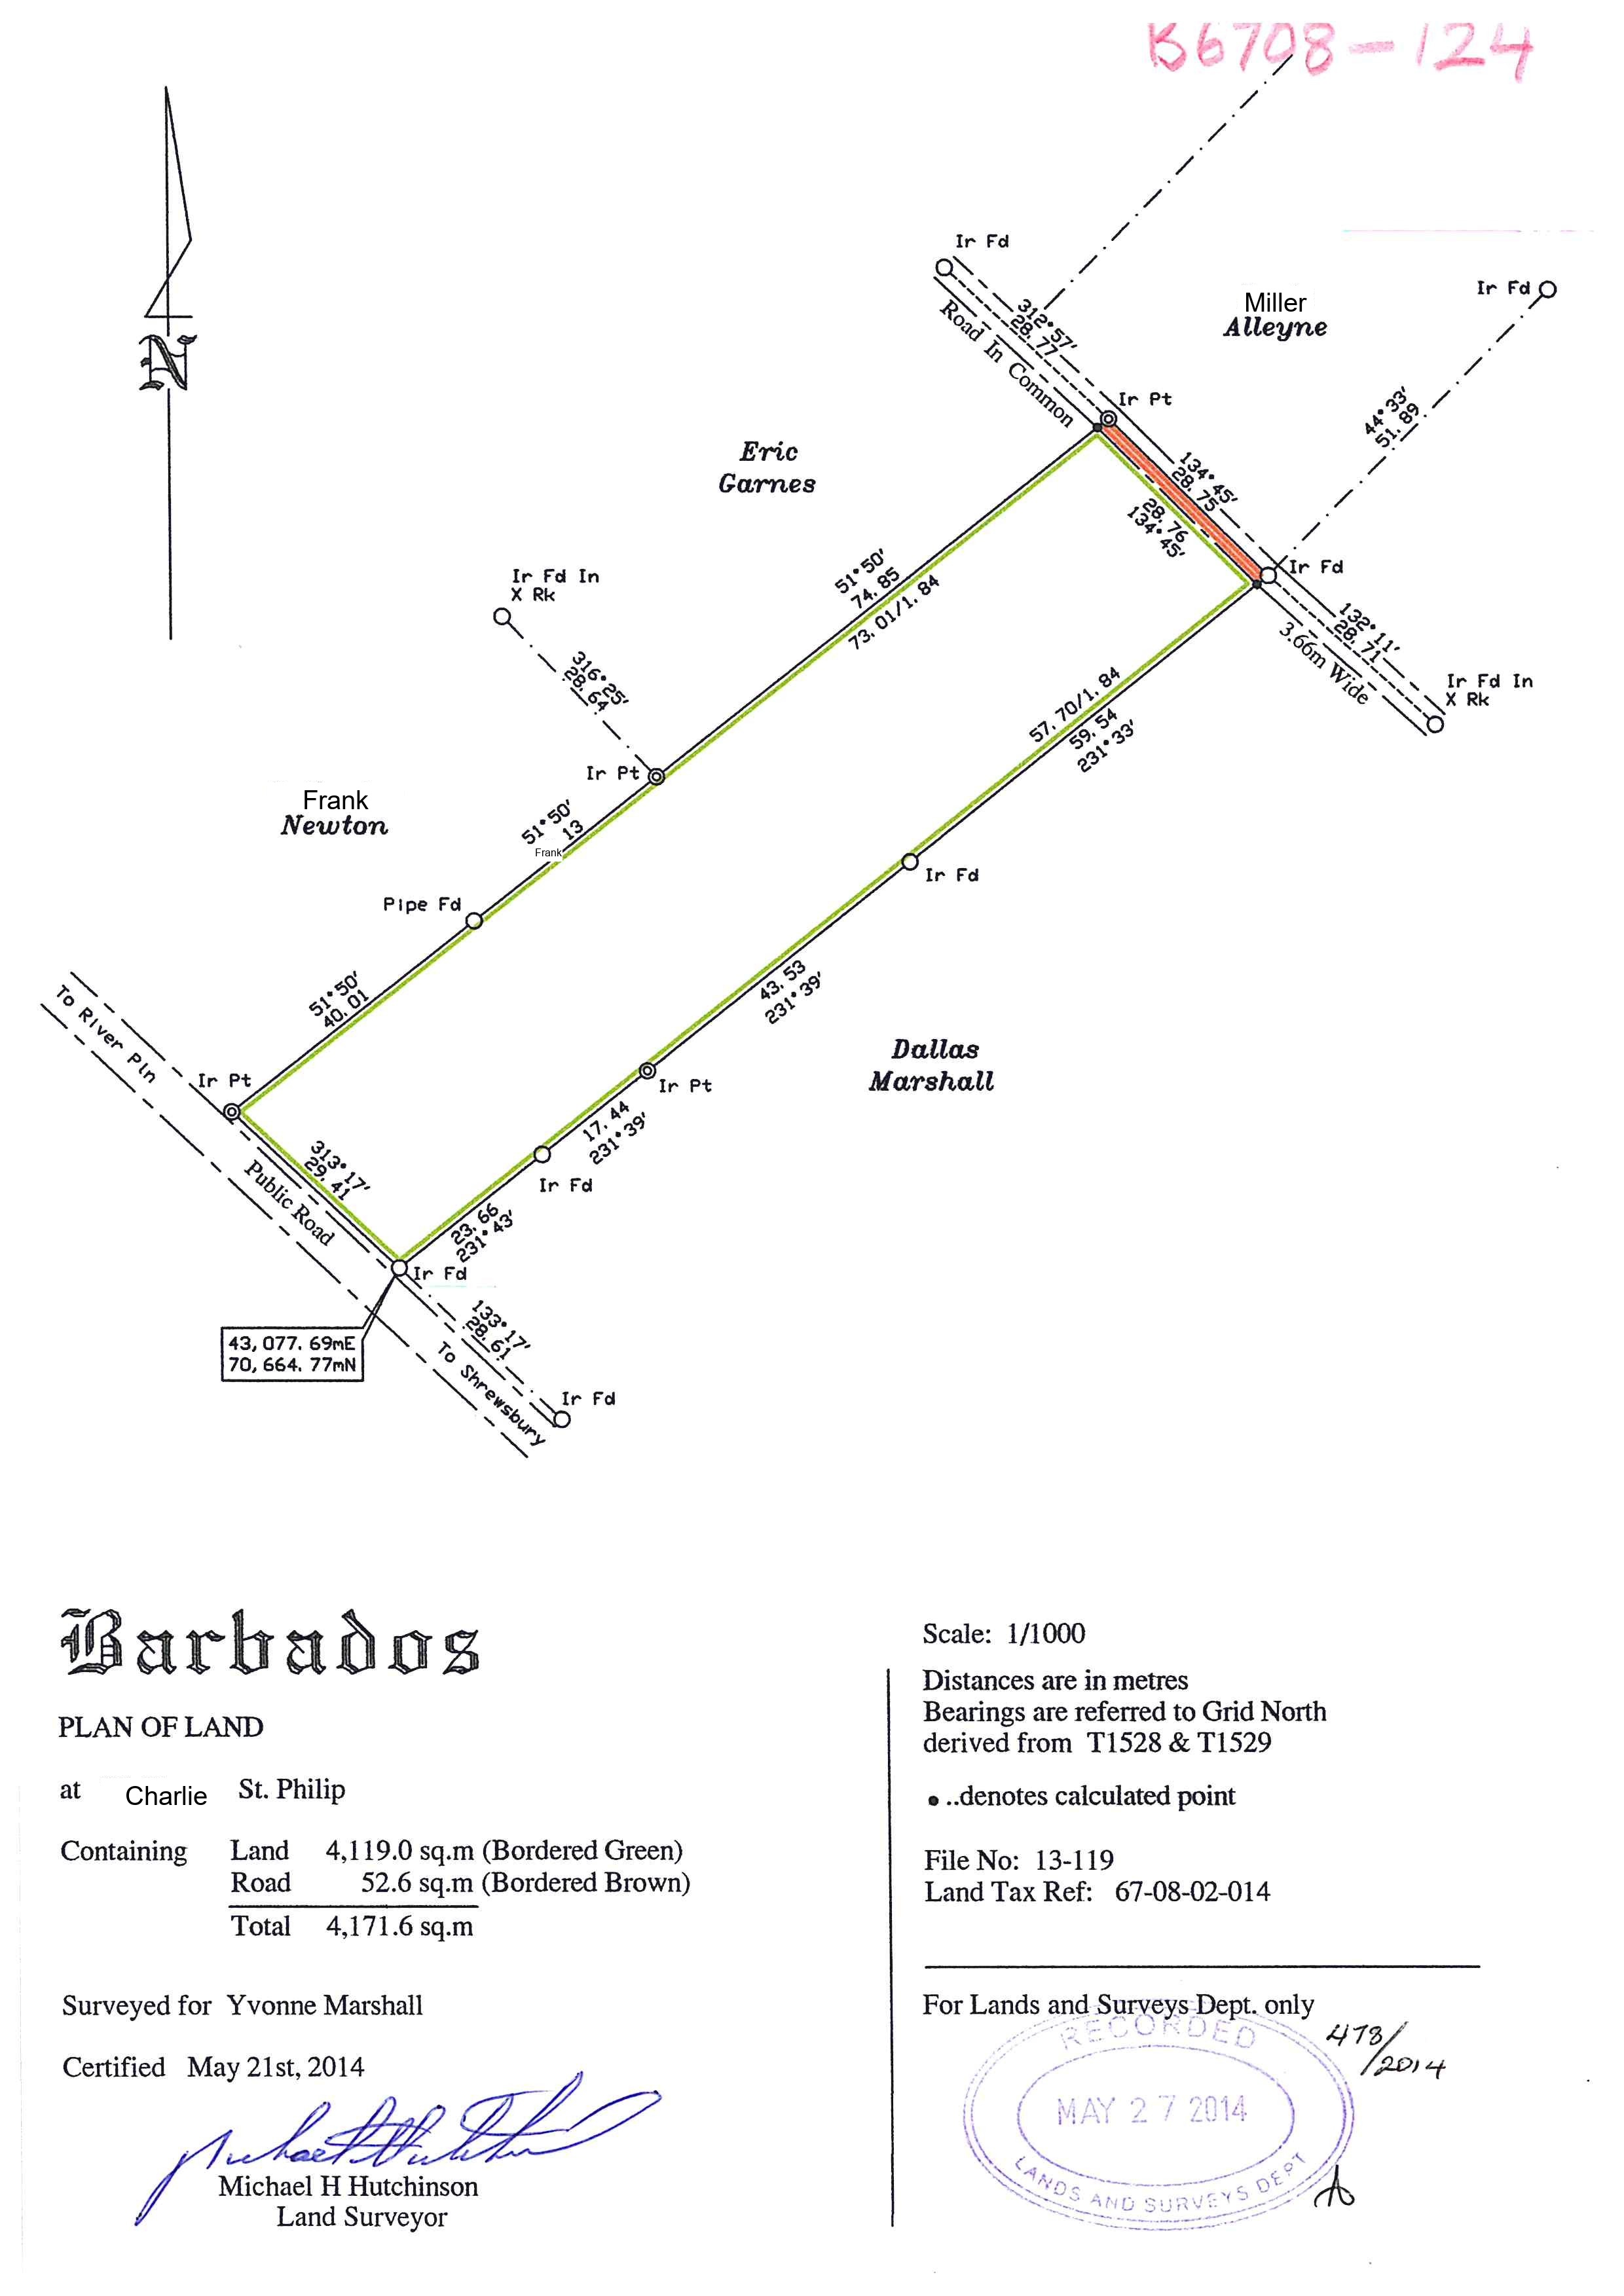 B6708-124
Ir Fd
Ir Fd
Miller
Alleyne
312°57'
28.77
Road In Common
Ir Pt
44°33'
51.89
Eric
Garnes
134°45'
28.75
28.76
134°45'
Ir Fd
Ir Fd In
X Rk
51°50'
74.85
73.01/1.84
132°11'
28.71
3.66m Wide
Ir Fd In
X Rk
316°25'
28.64
57.70/1.84
59.54
231°33'
Ir Pt
N
Frank
Newton
51°50'
13
Frank
Ir Fd
Pipe Fd
43.53
231°39'
51°50'
40.01
To River Pln
Dallas
Marshall
Ir Pt
Ir Pt
17.44
231°39'
313°17'
29.41
Public Road
Ir Fd
23.66
231°43'
Ir Fd
43,077.69mE
70,664.77mN
133°17'
28.61
To Shrewsbury
Ir Fd
Barbados
PLAN OF LAND
at Charlie St. Philip
Containing Land 4,119.0 sq.m (Bordered Green)
Road 52.6 sq.m (Bordered Brown)
Total 4,171.6 sq.m
Surveyed for Yvonne Marshall
Certified May 21st, 2014
Michael H Hutchinson
Land Surveyor
Scale: 1/1000
Distances are in metres
Bearings are referred to Grid North
derived from T1528 & T1529
..denotes calculated point
File No: 13-119
Land Tax Ref: 67-08-02-014
For Lands and Surveys Dept. only
RECORDED
478/2014
MAY 27 2014
LANDS AND SURVEYS DEPT